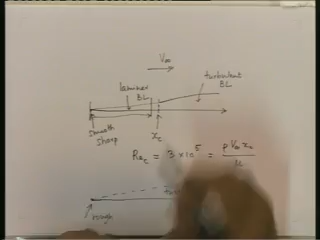 V∞
laminar
BL
turbulent
BL
smooth
sharp
xc
Rec = 3 × 10⁵ = ρ V∞ xc / μ
rough